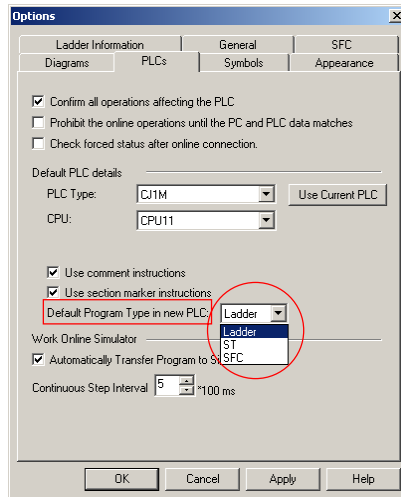 Options
Ladder Information General SFC
Diagrams PLCs Symbols Appearance
Confirm all operations affecting the PLC
Prohibit the online operations until the PC and PLC data matches
Check forced status after online connection.
Default PLC details
PLC Type: CJ1M Use Current PLC
CPU: CPU11
Use comment instructions
Use section marker instructions
Default Program Type in new PLC: Ladder
Ladder
ST
SFC
Work Online Simulator
Automatically Transfer Program to
Continuous Step Interval 5 *100 ms
OK Cancel Apply Help